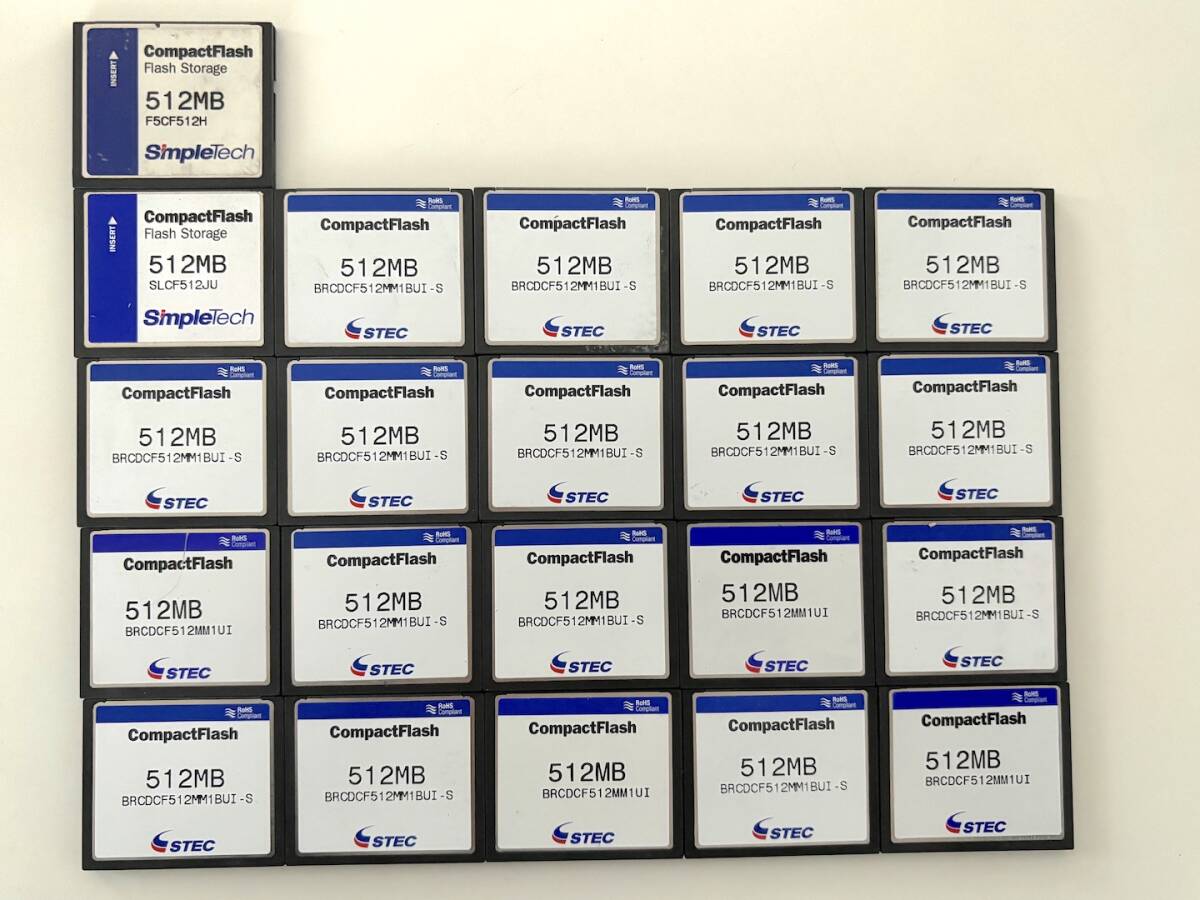 INSERT
CompactFlash
Flash Storage
512MB
F5CF512H
SimpleTech
INSERT
CompactFlash
Flash Storage
512MB
SLCF512JU
SimpleTech
RoHS
Compliant
CompactFlash
512MB
BRCDCF512MM1BUI-S
STEC
RoHS
Compliant
CompactFlash
512MB
BRCDCF512MM1BUI-S
STEC
RoHS
Compliant
CompactFlash
512MB
BRCDCF512MM1BUI-S
STEC
RoHS
Compliant
CompactFlash
512MB
BRCDCF512MM1BUI-S
STEC
RoHS
Compliant
CompactFlash
512MB
BRCDCF512MM1BUI-S
STEC
RoHS
Compliant
CompactFlash
512MB
BRCDCF512MM1BUI-S
STEC
RoHS
Compliant
CompactFlash
512MB
BRCDCF512MM1BUI-S
STEC
RoHS
Compliant
CompactFlash
512MB
BRCDCF512MM1BUI-S
STEC
RoHS
Compliant
CompactFlash
512MB
BRCDCF512MM1BUI-S
STEC
RoHS
Compliant
CompactFlash
512MB
BRCDCF512MM1UI
STEC
RoHS
Compliant
CompactFlash
512MB
BRCDCF512MM1BUI-S
STEC
RoHS
Compliant
CompactFlash
512MB
BRCDCF512MM1BUI-S
STEC
RoHS
Compliant
CompactFlash
512MB
BRCDCF512MM1UI
STEC
RoHS
Compliant
CompactFlash
512MB
BRCDCF512MM1BUI-S
STEC
RoHS
Compliant
CompactFlash
512MB
BRCDCF512MM1BUI-S
STEC
RoHS
Compliant
CompactFlash
512MB
BRCDCF512MM1BUI-S
STEC
RoHS
Compliant
CompactFlash
512MB
BRCDCF512MM1UI
STEC
RoHS
Compliant
CompactFlash
512MB
BRCDCF512MM1BUI-S
STEC
RoHS
Compliant
CompactFlash
512MB
BRCDCF512MM1UI
STEC